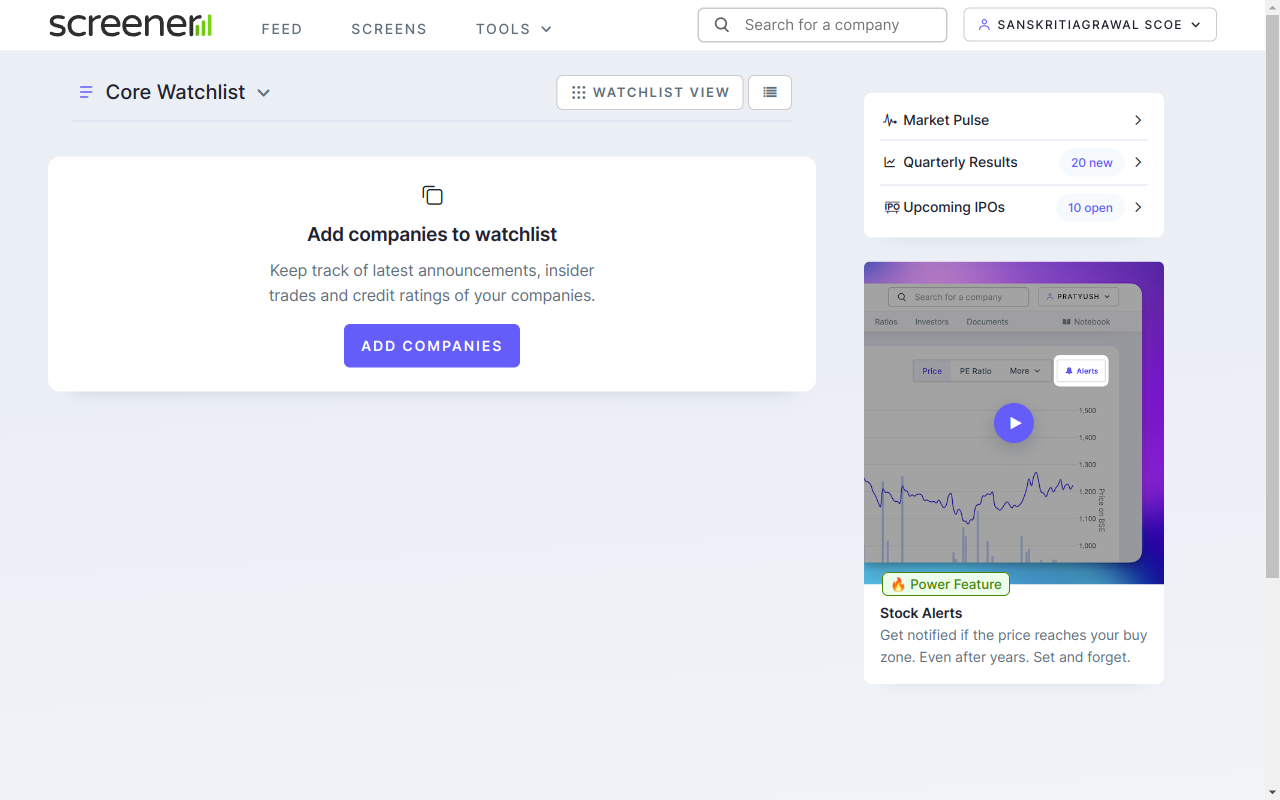 screener
FEED
SCREENS
TOOLS
Search for a company
SANSKRITIAGRAWAL SCOE
Core Watchlist
WATCHLIST VIEW
Add companies to watchlist
Keep track of latest announcements, insider
trades and credit ratings of your companies.
ADD COMPANIES
Market Pulse
Quarterly Results
20 new
IPO
Upcoming IPOs
10 open
Search for a company
PRATYUSH
Ratios
Investors
Documents
Notebook
Price
PE Ratio
More
Alerts
1,500
1,400
1,300
1,200
1,100
1,000
Price on BSE
🔥 Power Feature
Stock Alerts
Get notified if the price reaches your buy
zone. Even after years. Set and forget.